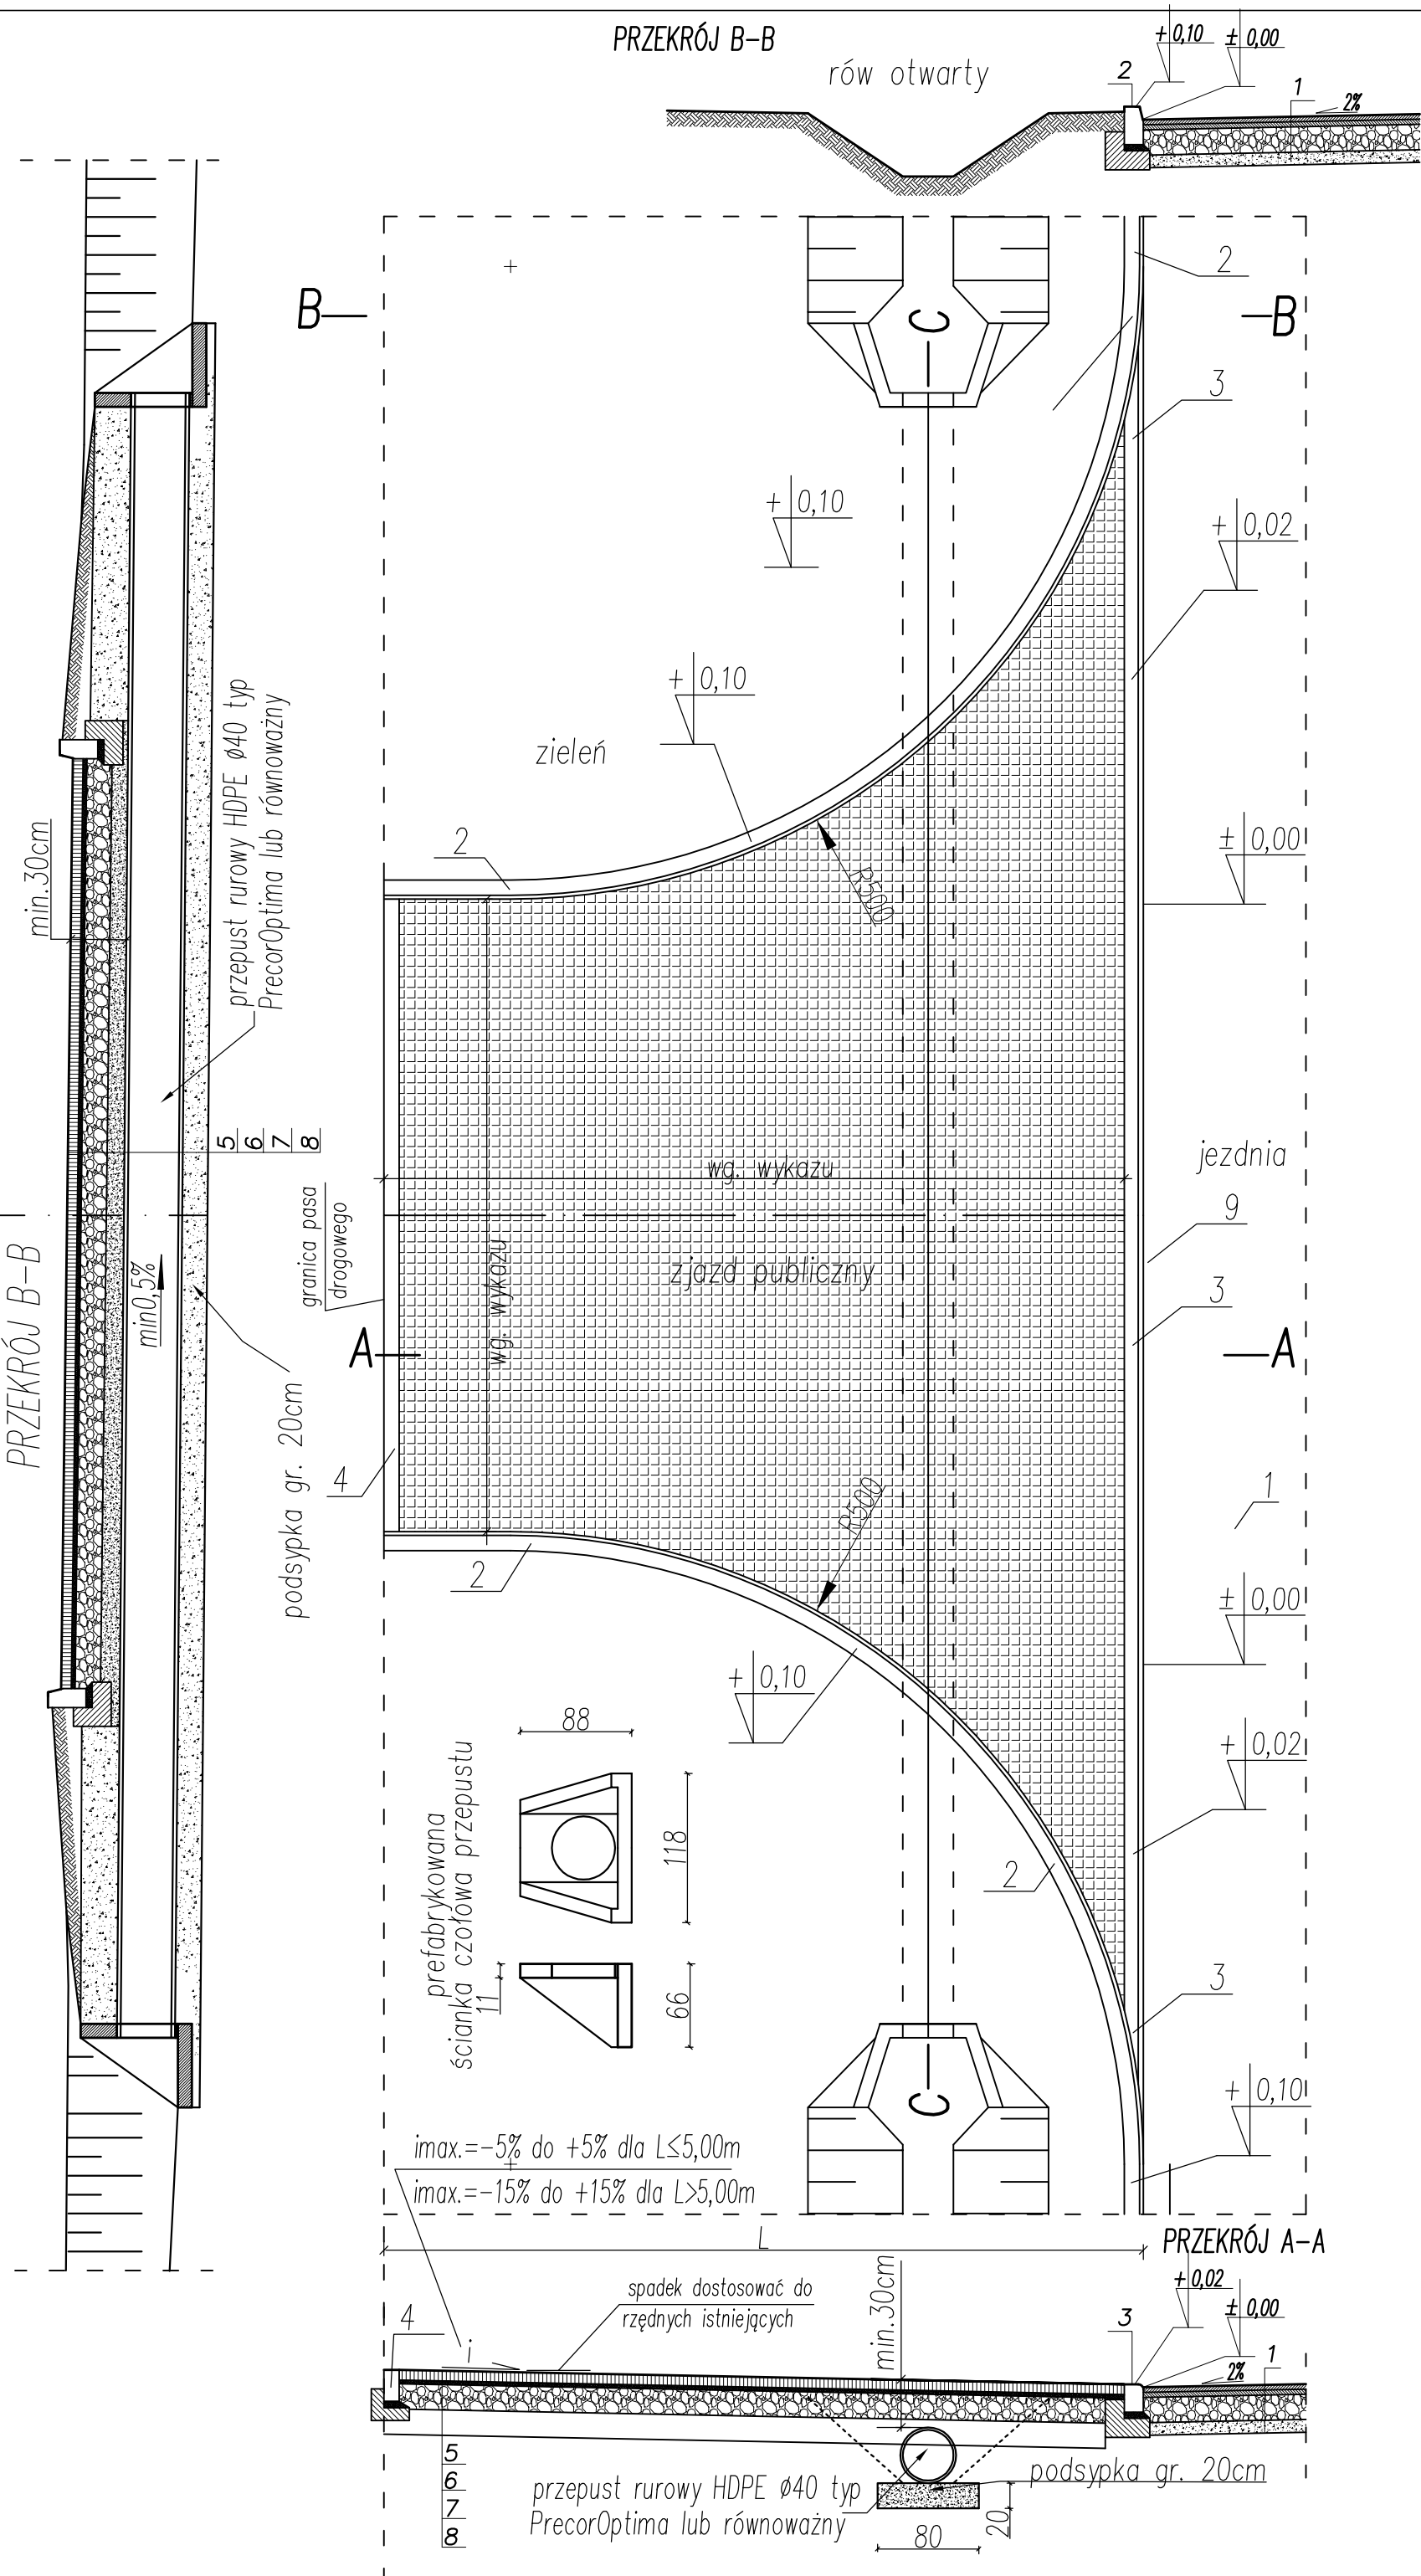 PRZEKRÓJ B-B
rów otwarty
+0,10
±0,00
2
1
2%
B
B
C
2
3
+0,10
+0,02
+0,10
zieleń
2
R500
±0,00
min.30cm
przepust rurowy HDPE ø40 typ
PrecorOptima lub równoważny
5
6
7
8
wg. wykazu
jezdnia
9
granica pasa
drogowego
PRZEKRÓJ B-B
min0,5%
wg. wykazu
zjazd publiczny
3
A
A
podsypka gr. 20cm
4
R500
1
2
±0,00
+0,10
+0,02
88
118
prefabrykowana
ścianka czołowa przepustu
2
11
66
3
C
+0,10
imax.=-5% do +5% dla L≤5,00m
imax.=-15% do +15% dla L>5,00m
L
PRZEKRÓJ A-A
+0,02
±0,00
spadek dostosować do
rzędnych istniejących
min.30cm
4
i
3
2%
1
5
6
7
8
przepust rurowy HDPE ø40 typ
PrecorOptima lub równoważny
podsypka gr. 20cm
20
80